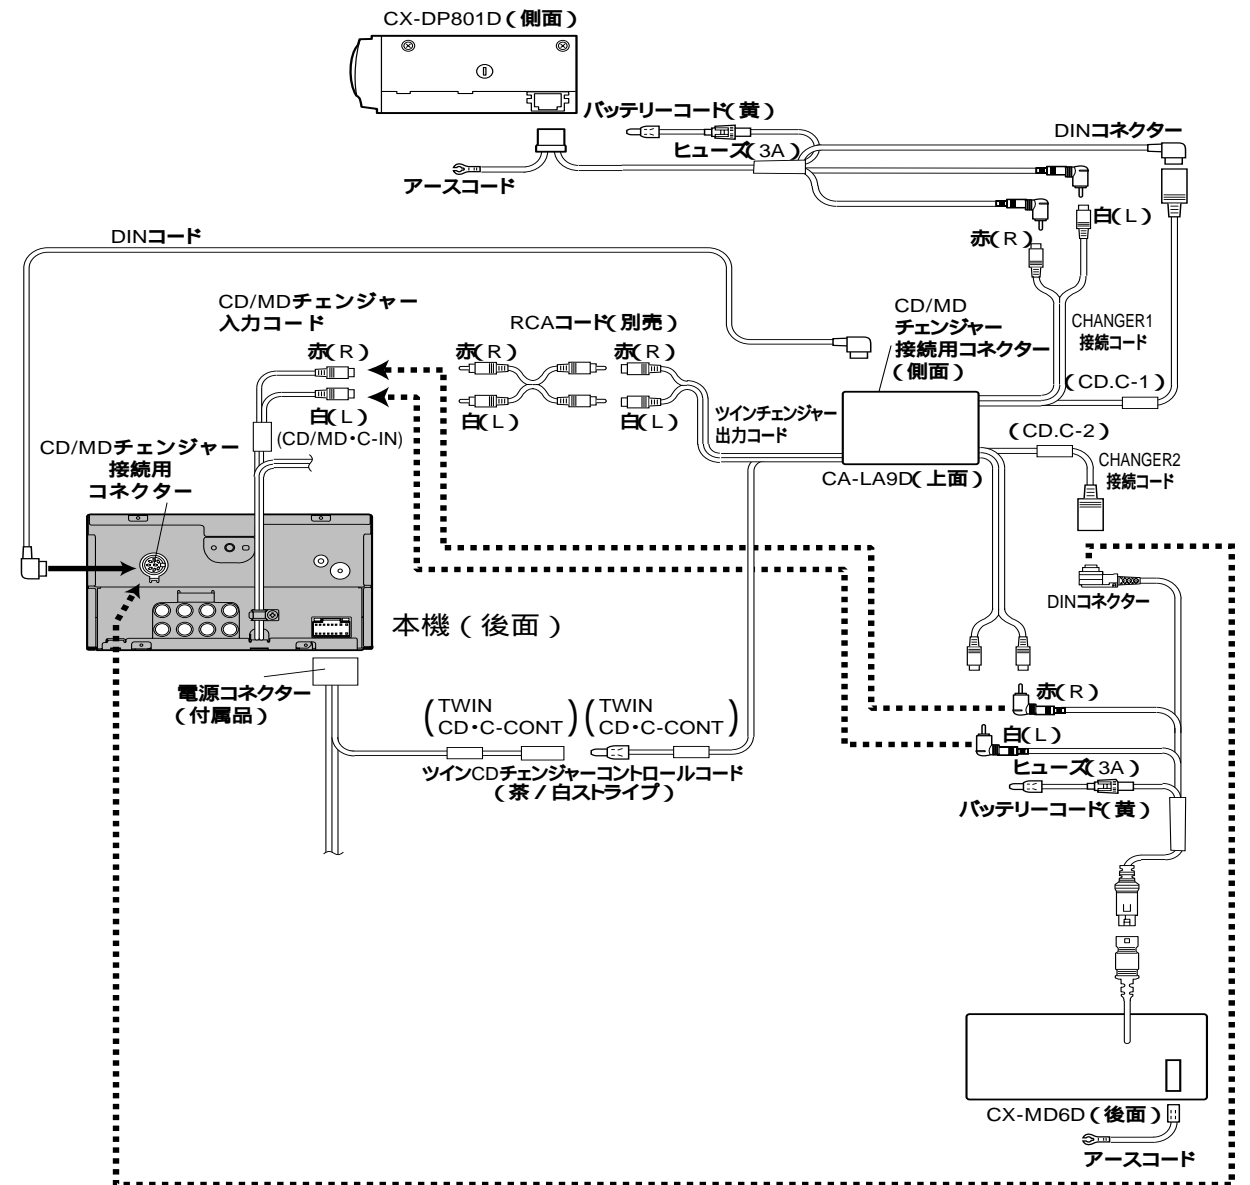 CX-DP801D（側面）
バッテリーコード（黄）
ヒューズ（3A）
アースコード
DINコネクター
白（L）
赤（R）
DINコード
CD/MDチェンジャー
入力コード
赤（R）
白（L）
(CD/MD・C-IN)
RCAコード（別売）
赤（R）
赤（R）
白（L）
白（L）
CD/MD
チェンジャー
接続用コネクター
（側面）
CHANGER1
接続コード
（CD.C-1）
ツインチェンジャー
出力コード
（CD.C-2）
CHANGER2
接続コード
CA-LA9D（上面）
CD/MDチェンジャー
接続用
コネクター
本機（後面）
DINコネクター
電源コネクター
（付属品）
(TWIN
CD・C-CONT)
(TWIN
CD・C-CONT)
ツインCDチェンジャーコントロールコード
（茶／白ストライプ）
赤（R）
白（L）
ヒューズ（3A）
バッテリーコード（黄）
CX-MD6D（後面）
アースコード